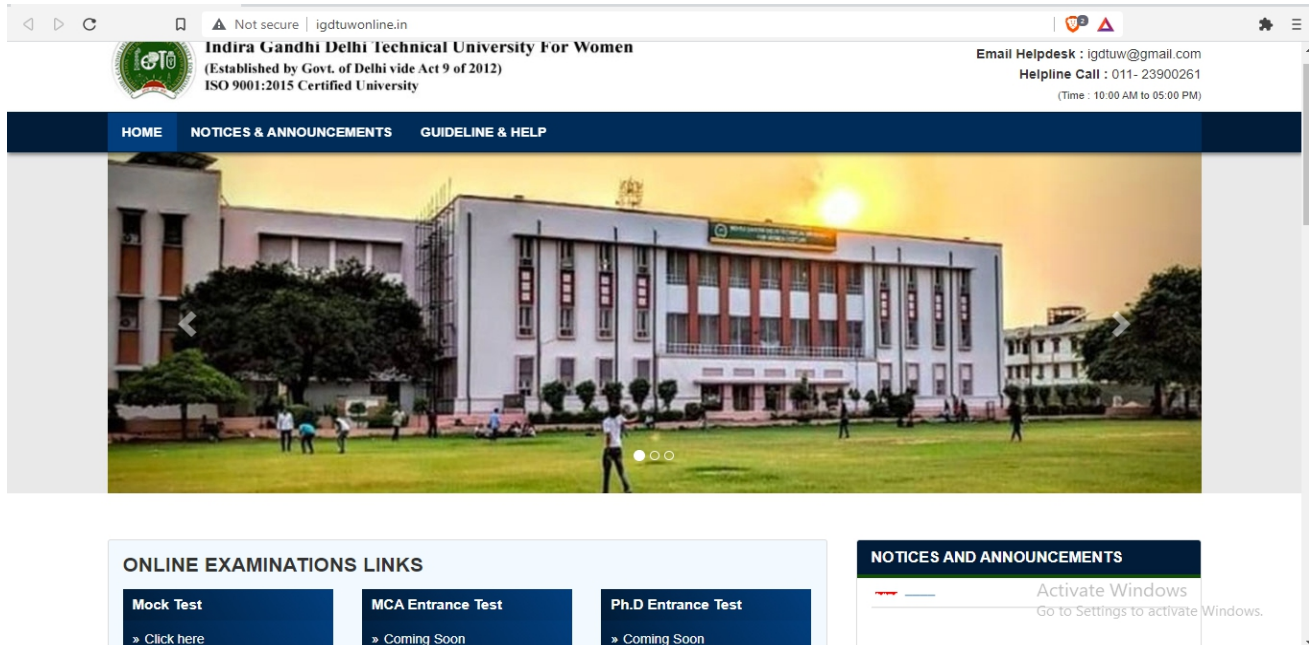 Not secure igdtuwonline.in
2
Indira Gandhi Delhi Technical University For Women
(Established by Govt. of Delhi vide Act 9 of 2012)
ISO 9001:2015 Certified University
Email Helpdesk : igdtuw@gmail.com
Helpline Call : 011- 23900261
(Time : 10:00 AM to 05:00 PM)
HOME NOTICES & ANNOUNCEMENTS GUIDELINE & HELP
ONLINE EXAMINATIONS LINKS
Mock Test
» Click here
MCA Entrance Test
» Coming Soon
Ph.D Entrance Test
» Coming Soon
NOTICES AND ANNOUNCEMENTS
Activate Windows
Go to Settings to activate Windows.